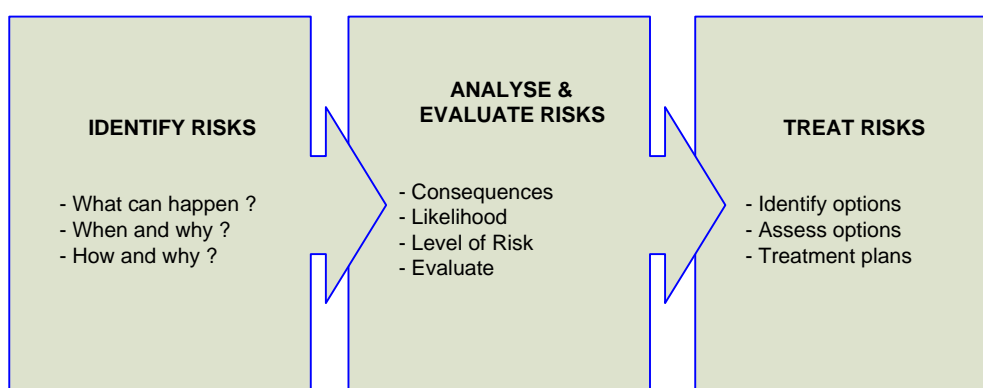 IDENTIFY RISKS
- What can happen ?
- When and why ?
- How and why ?
ANALYSE &
EVALUATE RISKS
- Consequences
- Likelihood
- Level of Risk
- Evaluate
TREAT RISKS
- Identify options
- Assess options
- Treatment plans